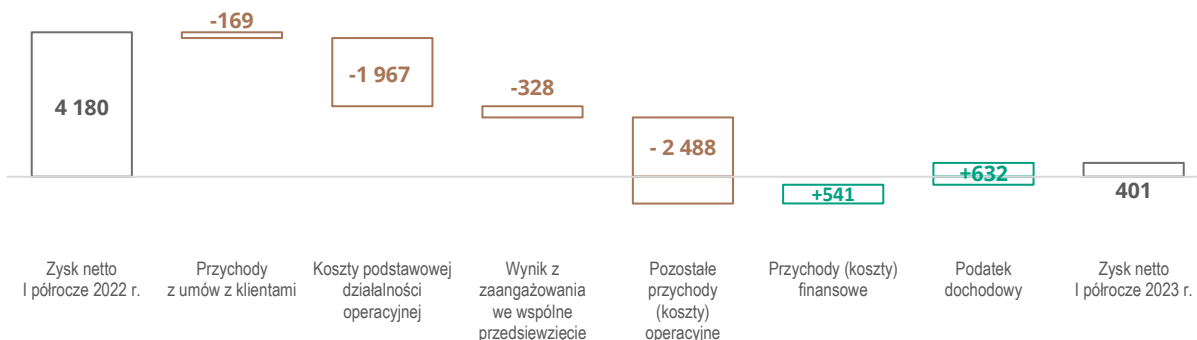 -169
-1 967
-328
4 180
- 2 488
+632
+541
401
Zysk netto
I półrocze 2022 r.
Przychody
z umów z klientami
Koszty podstawowej
działalności
operacyjnej
Wynik z
zaangażowania
we wspólne
przedsięwzięcie
Pozostałe
przychody
(koszty)
operacyjne
Przychody (koszty)
finansowe
Podatek
dochodowy
Zysk netto
I półrocze 2023 r.